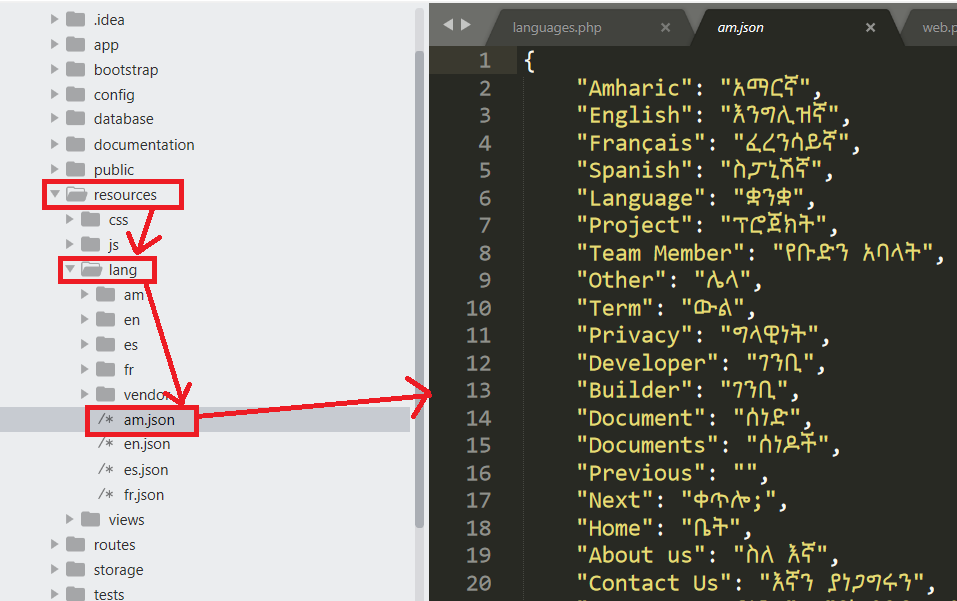 .idea
app
bootstrap
config
database
documentation
public
resources
css
js
lang
am
en
es
fr
vendor
/* am.json
/* en.json
/* es.json
/* fr.json
views
routes
storage
tests
languages.php × am.json × web.p
1 {
2 "Amharic": "አማርኛ",
3 "English": "እንግሊዝኛ",
4 "Français": "ፈረንሳይኛ",
5 "Spanish": "ስፓኒሽኛ",
6 "Language": "ቋንቋ",
7 "Project": "ፕሮጀክት",
8 "Team Member": "የቡድን አባላት",
9 "Other": "ሌላ",
10 "Term": "ውል",
11 "Privacy": "ግላዊነት",
12 "Developer": "ገንቢ",
13 "Builder": "ገንቢ",
14 "Document": "ሰነድ",
15 "Documents": "ሰነዶች",
16 "Previous": "",
17 "Next": "ቀጥሎ;",
18 "Home": "ቤት",
19 "About us": "ስለ እኛ",
20 "Contact Us": "እኛን ያነጋግሩን",